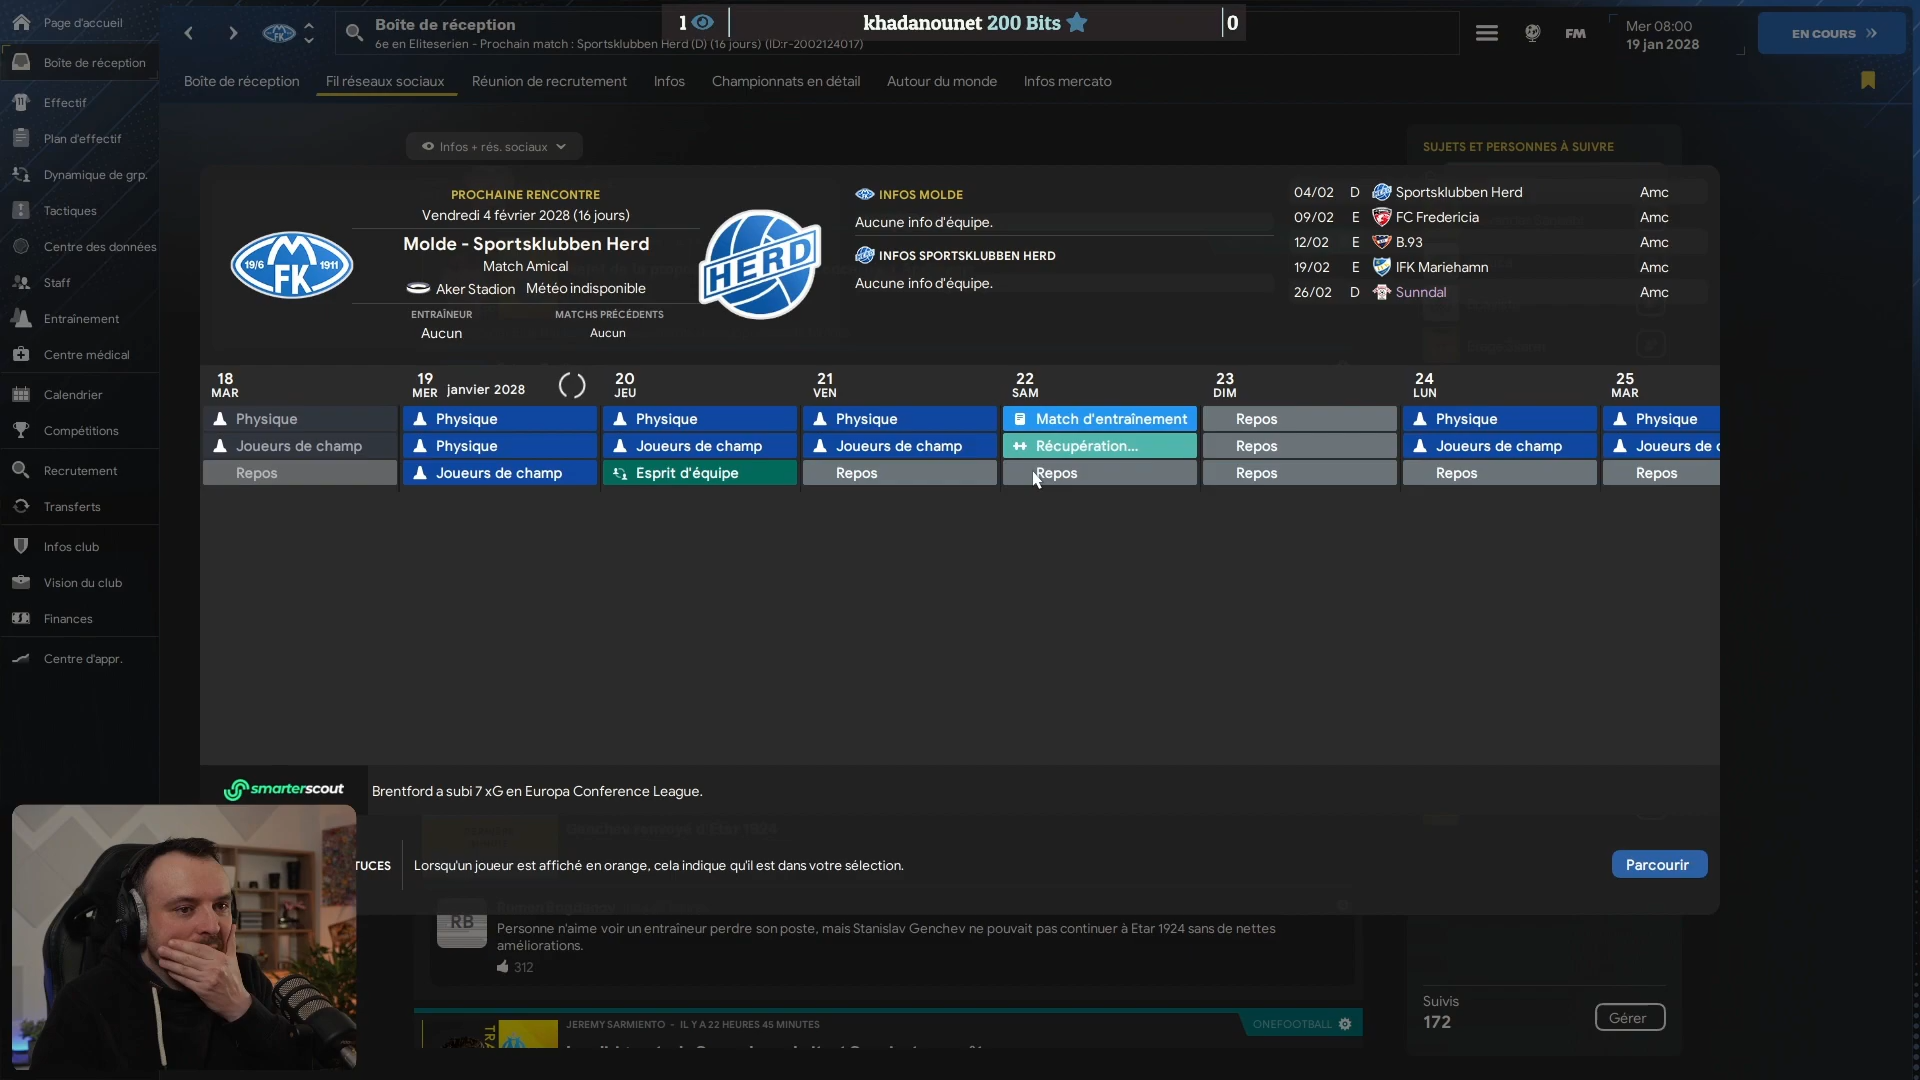 Page d'accueil
Boîte de réception
Effectif
Plan d'effectif
Dynamique de grp.
Tactiques
Centre des données
Staff
Entraînement
Centre médical
Calendrier
Compétitions
Recrutement
Transferts
Infos club
Vision du club
Finances
Centre d'appr.
Boîte de réception
6e en Eliteserien - Prochain match : Sportsklubben Herd (D) (16 jours) (ID:r-2002124017)
1
khadanounet 200 Bits
0
FM
Mer 08:00
19 jan 2028
EN COURS
Boîte de réception
Fil réseaux sociaux
Réunion de recrutement
Infos
Championnats en détail
Autour du monde
Infos mercato
Infos + rés. sociaux
SUJETS ET PERSONNES À SUIVRE
PROCHAINE RENCONTRE
Vendredi 4 février 2028 (16 jours)
Molde - Sportsklubben Herd
Match Amical
Aker Stadion Météo indisponible
ENTRAÎNEUR
Aucun
MATCHS PRÉCÉDENTS
Aucun
19/6 1911
M
FK
HERD
INFOS MOLDE
Aucune info d'équipe.
INFOS SPORTSKLUBBEN HERD
Aucune info d'équipe.
04/02 D Sportsklubben Herd Amc
09/02 E FC Fredericia Amc
12/02 E B.93 Amc
19/02 E IFK Mariehamn Amc
26/02 D Sunndal Amc
18
MAR
Physique
Joueurs de champ
Repos
19
MER janvier 2028
Physique
Physique
Joueurs de champ
20
JEU
Physique
Joueurs de champ
Esprit d'équipe
21
VEN
Physique
Joueurs de champ
Repos
22
SAM
Match d'entraînement
Récupération...
Repos
23
DIM
Repos
Repos
Repos
24
LUN
Physique
Joueurs de champ
Repos
25
MAR
Physique
Joueurs de c
Repos
smarterscout
Brentford a subi 7 xG en Europa Conference League.
Genchev renvoyé d'Etar 1924
TUCES
Lorsqu'un joueur est affiché en orange, cela indique qu'il est dans votre sélection.
Parcourir
RB
Personne n'aime voir un entraîneur perdre son poste, mais Stanislav Genchev ne pouvait pas continuer à Etar 1924 sans de nettes
améliorations.
312
JEREMY SARMIENTO - IL Y A 22 HEURES 45 MINUTES
ONEFOOTBALL
Suivis
172
Gérer